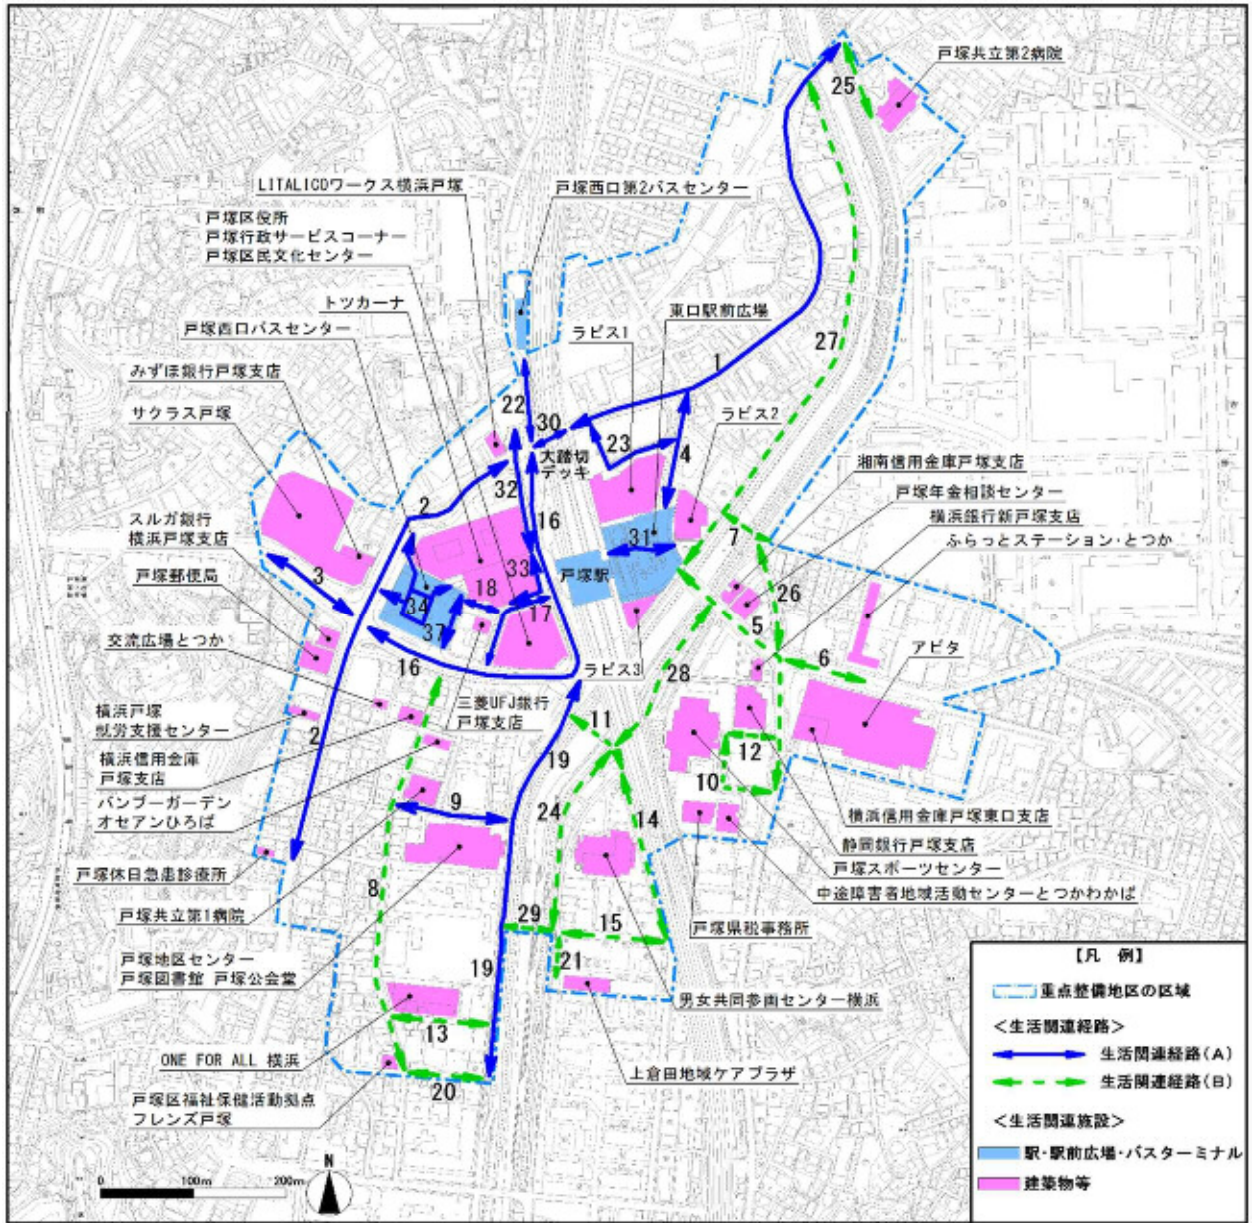 戸塚共立第2病院
25
LITALICOワークス横浜戸塚
戸塚西口第2バスセンター
戸塚区役所
戸塚行政サービスコーナー
戸塚区民文化センター
トツカーナ
東口駅前広場
戸塚西口バスセンター
ラピス1
27
みずほ銀行戸塚支店
1
サクラス戸塚
22
30
ラピス2
23
4
大踏切
デッキ
湘南信用金庫戸塚支店
戸塚年金相談センター
横浜銀行新戸塚支店
ふらっとステーション・とつか
32
2
16
スルガ銀行
横浜戸塚支店
31
7
戸塚郵便局
3
33
戸塚駅
18
34
17
26
5
交流広場とつか
37
16
ラピス3
28
6
アピタ
三菱UFJ銀行
戸塚支店
横浜戸塚
就労支援センター
2
11
19
12
横浜信用金庫
戸塚支店
10
バンブーガーデン
オセアンひろば
9
24
14
横浜信用金庫戸塚東口支店
静岡銀行戸塚支店
戸塚スポーツセンター
中途障害者地域活動センターとつかわかば
戸塚休日急患診療所
8
戸塚共立第1病院
29
15
戸塚県税事務所
戸塚地区センター
戸塚図書館 戸塚公会堂
19
21
男女共同参画センター横浜
13
ONE FOR ALL 横浜
上倉田地域ケアプラザ
20
戸塚区福祉保健活動拠点
フレンズ戸塚
【凡 例】
重点整備地区の区域
<生活関連経路>
生活関連経路(A)
生活関連経路(B)
<生活関連施設>
駅・駅前広場・バスターミナル
建築物等
N
0 100m 200m